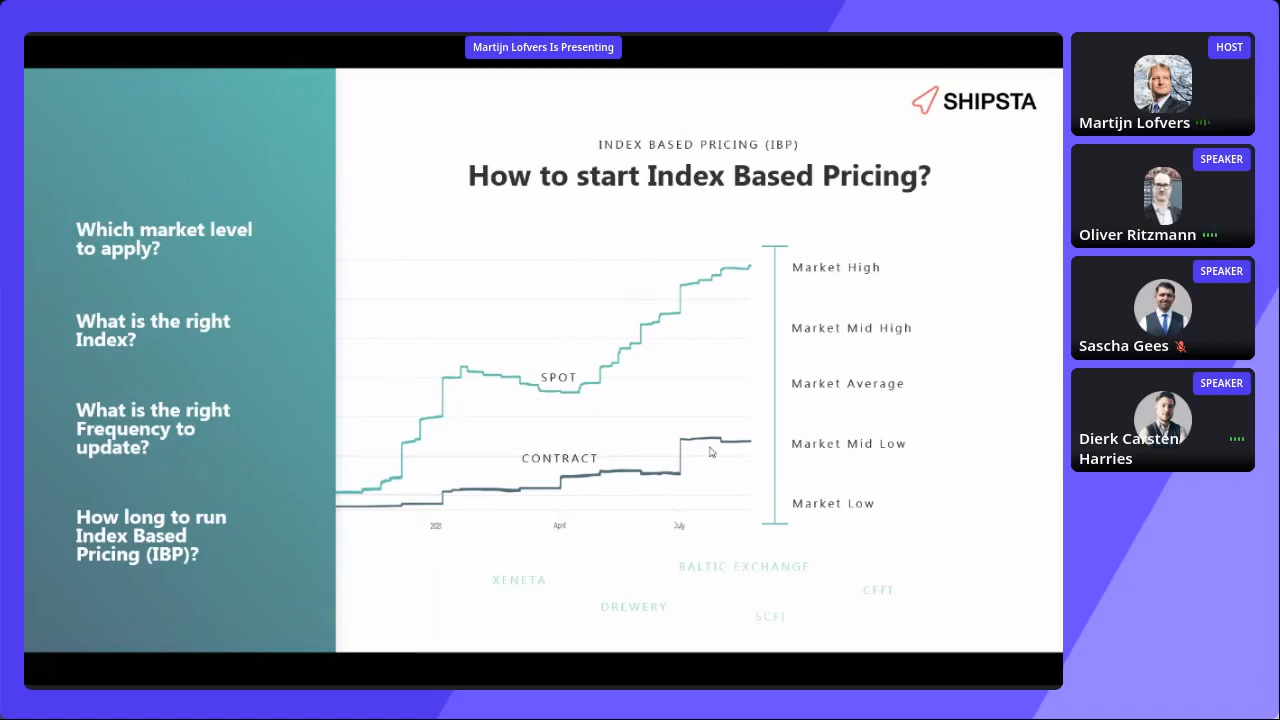 Martijn Lofvers Is Presenting
SHIPSTA
INDEX BASED PRICING (IBP)
How to start Index Based Pricing?
Which market level
to apply?
What is the right
Index?
What is the right
Frequency to
update?
How long to run
Index Based
Pricing (IBP)?
SPOT
CONTRACT
2021
April
July
Market High
Market Mid High
Market Average
Market Mid Low
Market Low
XENETA
BALTIC EXCHANGE
DREWERY
CFFI
SCFI
HOST
Martijn Lofvers
SPEAKER
Oliver Ritzmann
SPEAKER
Sascha Gees
SPEAKER
Dierk Carsten
Harries